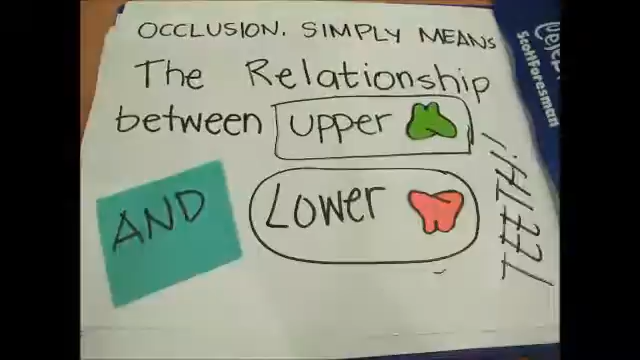 OCCLUSION. SIMPLY MEANS
The Relationship
between upper
AND Lower
TEETH!
ScottForesman